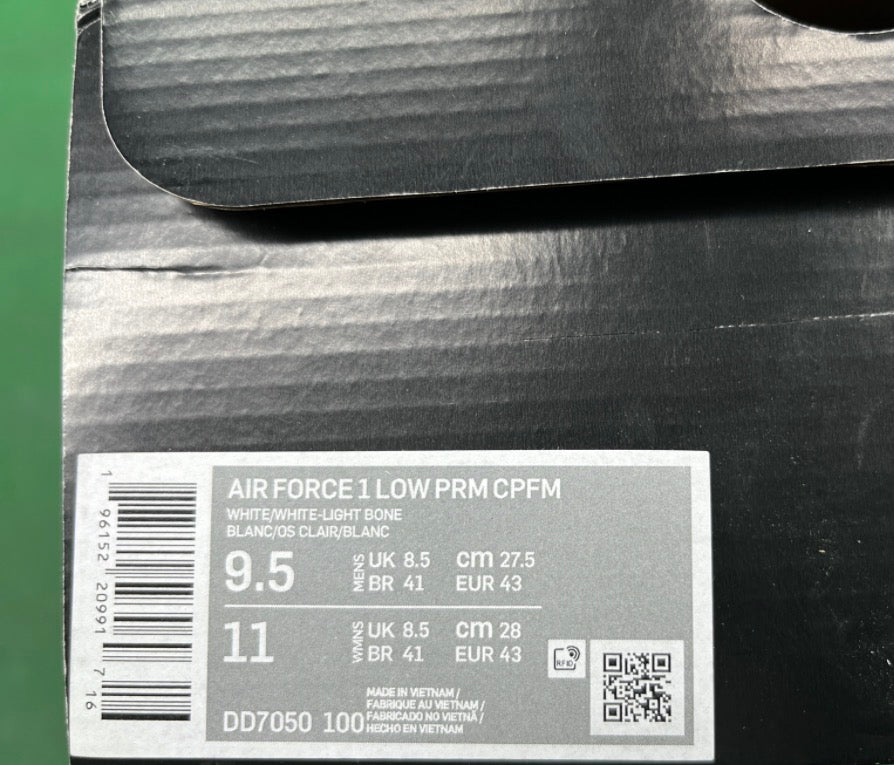 AIR FORCE 1 LOW PRM CPFM
WHITE/WHITE-LIGHT BONE
BLANC/OS CLAIR/BLANC
9.5 MENS UK 8.5 cm 27.5
BR 41 EUR 43
11 WMNS UK 8.5 cm 28
BR 41 EUR 43
RFID
MADE IN VIETNAM /
FABRIQUE AU VIETNAM /
FABRICADO NO VIETNÃ /
HECHO EN VIETNAM
DD7050 100
1 96152 20991 7 16